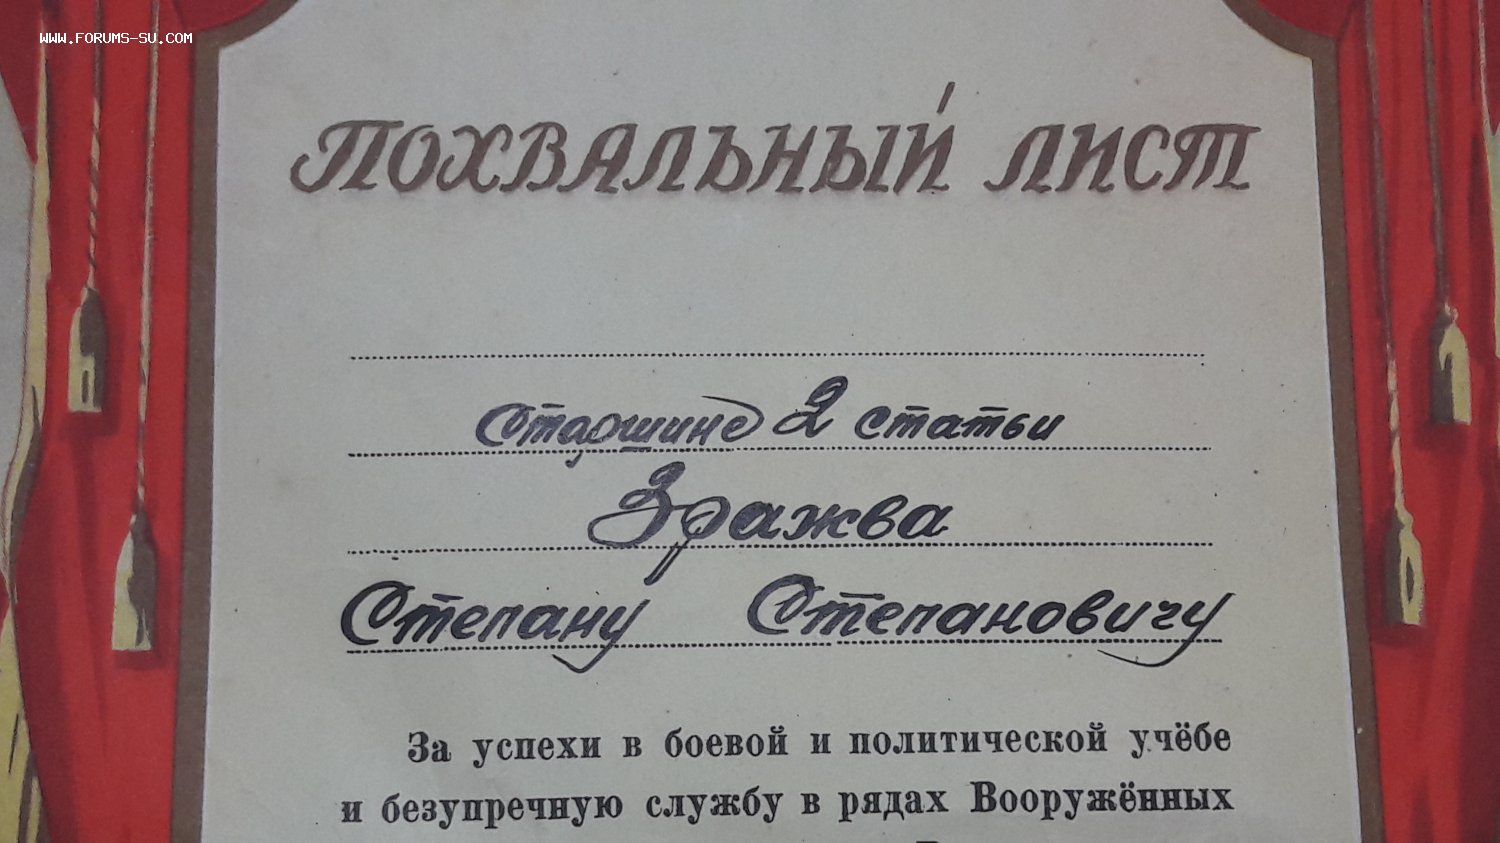 WWW.FORUMS-SU.COM
ПОХВАЛЬНЫЙ ЛИСТ
Старшине 2 статьи
Зражва
Степану Степановичу
За успехи в боевой и политической учёбе
и безупречную службу в рядах Вооружённых